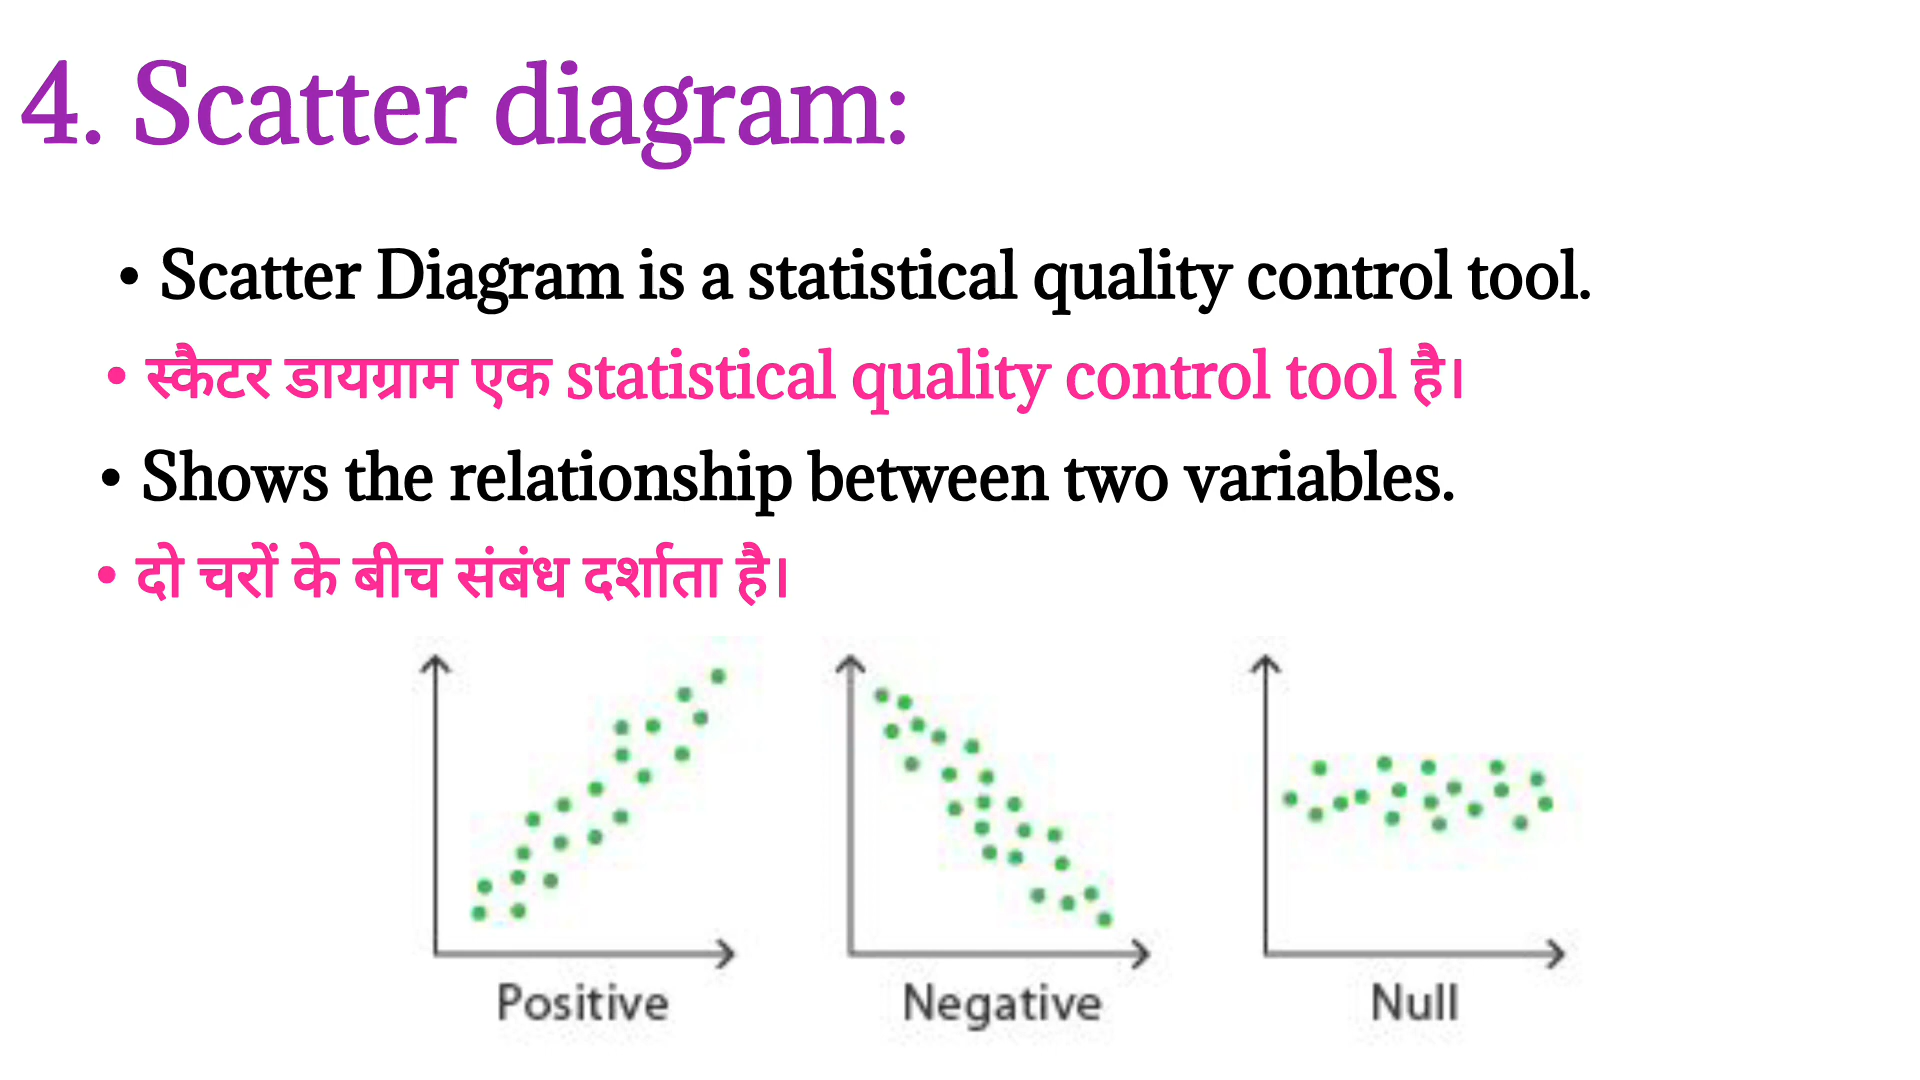 4. Scatter diagram:
• Scatter Diagram is a statistical quality control tool.
• स्कैटर डायग्राम एक statistical quality control tool है।
• Shows the relationship between two variables.
• दो चरों के बीच संबंध दर्शाता है।
Positive Negative Null